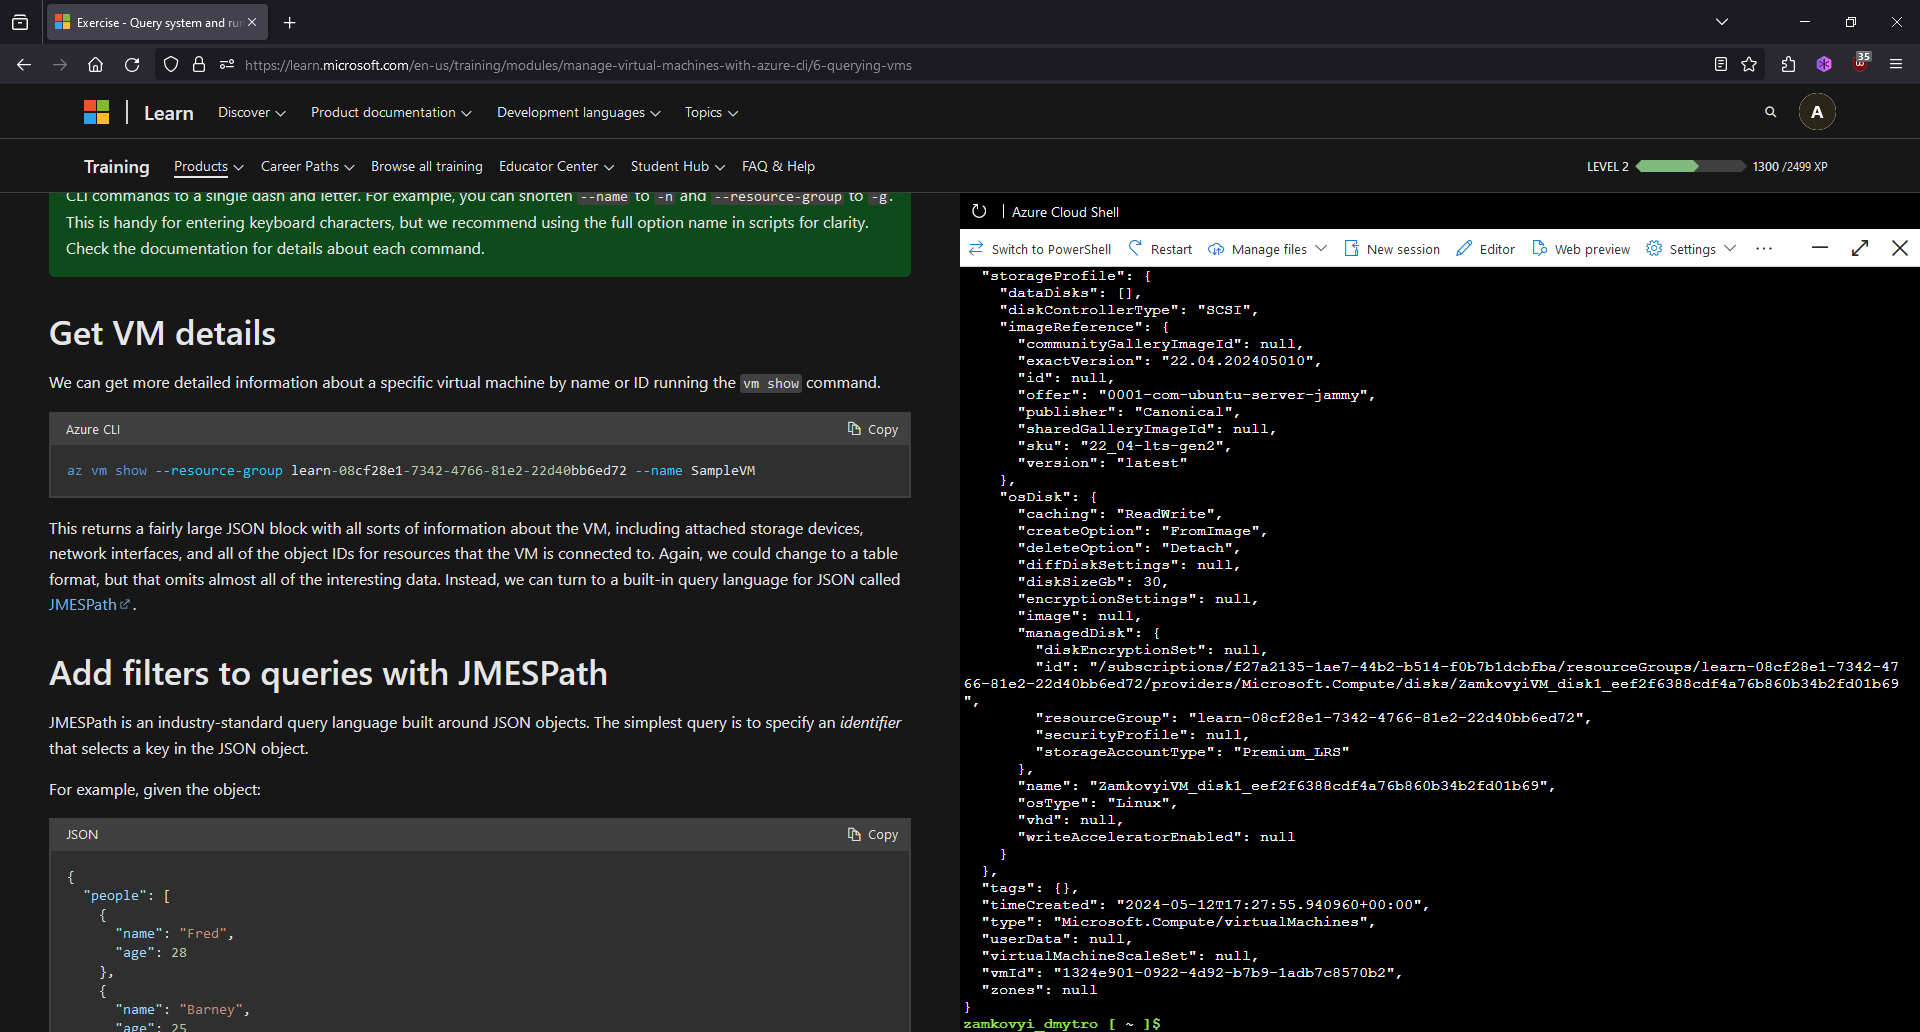 Exercise - Query system and ru
https://learn.microsoft.com/en-us/training/modules/manage-virtual-machines-with-azure-cli/6-querying-vms
35
Learn
Discover
Product documentation
Development languages
Topics
A
Training
Products
Career Paths
Browse all training
Educator Center
Student Hub
FAQ & Help
LEVEL 2
1300 /2499 XP
CLI commands to a single dash and letter. For example, you can shorten --name to -n and --resource-group to -g.
This is handy for entering keyboard characters, but we recommend using the full option name in scripts for clarity.
Check the documentation for details about each command.
Get VM details
We can get more detailed information about a specific virtual machine by name or ID running the vm show command.
Azure CLI
Copy
az vm show --resource-group learn-08cf28e1-7342-4766-81e2-22d40bb6ed72 --name SampleVM
This returns a fairly large JSON block with all sorts of information about the VM, including attached storage devices,
network interfaces, and all of the object IDs for resources that the VM is connected to. Again, we could change to a table
format, but that omits almost all of the interesting data. Instead, we can turn to a built-in query language for JSON called
JMESPath.
Add filters to queries with JMESPath
JMESPath is an industry-standard query language built around JSON objects. The simplest query is to specify an identifier
that selects a key in the JSON object.
For example, given the object:
JSON
Copy
{
"people": [
{
"name": "Fred",
"age": 28
},
{
"name": "Barney",
"age": 25
Azure Cloud Shell
Switch to PowerShell
Restart
Manage files
New session
Editor
Web preview
Settings
"storageProfile": {
"dataDisks": [],
"diskControllerType": "SCSI",
"imageReference": {
"communityGalleryImageId": null,
"exactVersion": "22.04.202405010",
"id": null,
"offer": "0001-com-ubuntu-server-jammy",
"publisher": "Canonical",
"sharedGalleryImageId": null,
"sku": "22_04-lts-gen2",
"version": "latest"
},
"osDisk": {
"caching": "ReadWrite",
"createOption": "FromImage",
"deleteOption": "Detach",
"diffDiskSettings": null,
"diskSizeGb": 30,
"encryptionSettings": null,
"image": null,
"managedDisk": {
"diskEncryptionSet": null,
"id": "/subscriptions/f27a2135-1ae7-44b2-b514-f0b7b1dcbfba/resourceGroups/learn-08cf28e1-7342-47
66-81e2-22d40bb6ed72/providers/Microsoft.Compute/disks/ZamkovyiVM_disk1_eef2f6388cdf4a76b860b34b2fd01b69
",
"resourceGroup": "learn-08cf28e1-7342-4766-81e2-22d40bb6ed72",
"securityProfile": null,
"storageAccountType": "Premium_LRS"
},
"name": "ZamkovyiVM_disk1_eef2f6388cdf4a76b860b34b2fd01b69",
"osType": "Linux",
"vhd": null,
"writeAcceleratorEnabled": null
}
},
"tags": {},
"timeCreated": "2024-05-12T17:27:55.940960+00:00",
"type": "Microsoft.Compute/virtualMachines",
"userData": null,
"virtualMachineScaleSet": null,
"vmId": "1324e901-0922-4d92-b7b9-1adb7c8570b2",
"zones": null
}
zamkovyi_dmytro [ ~ ]$